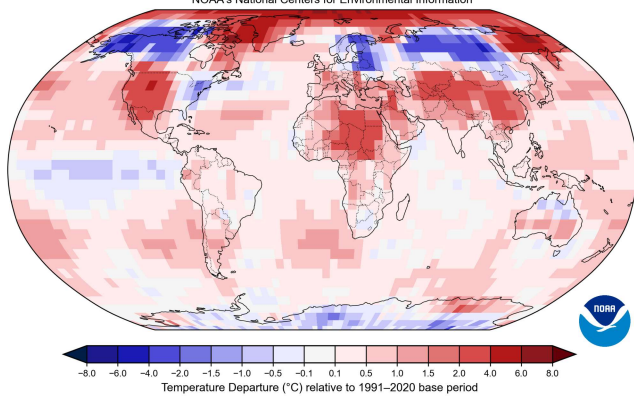 NOAA's National Centers for Environmental Information
NOAA
-8.0 -6.0 -4.0 -2.0 -1.0 -0.5 -0.1 0.1 0.5 1.0 1.5 2.0 4.0 6.0 8.0
Temperature Departure (°C) relative to 1991–2020 base period